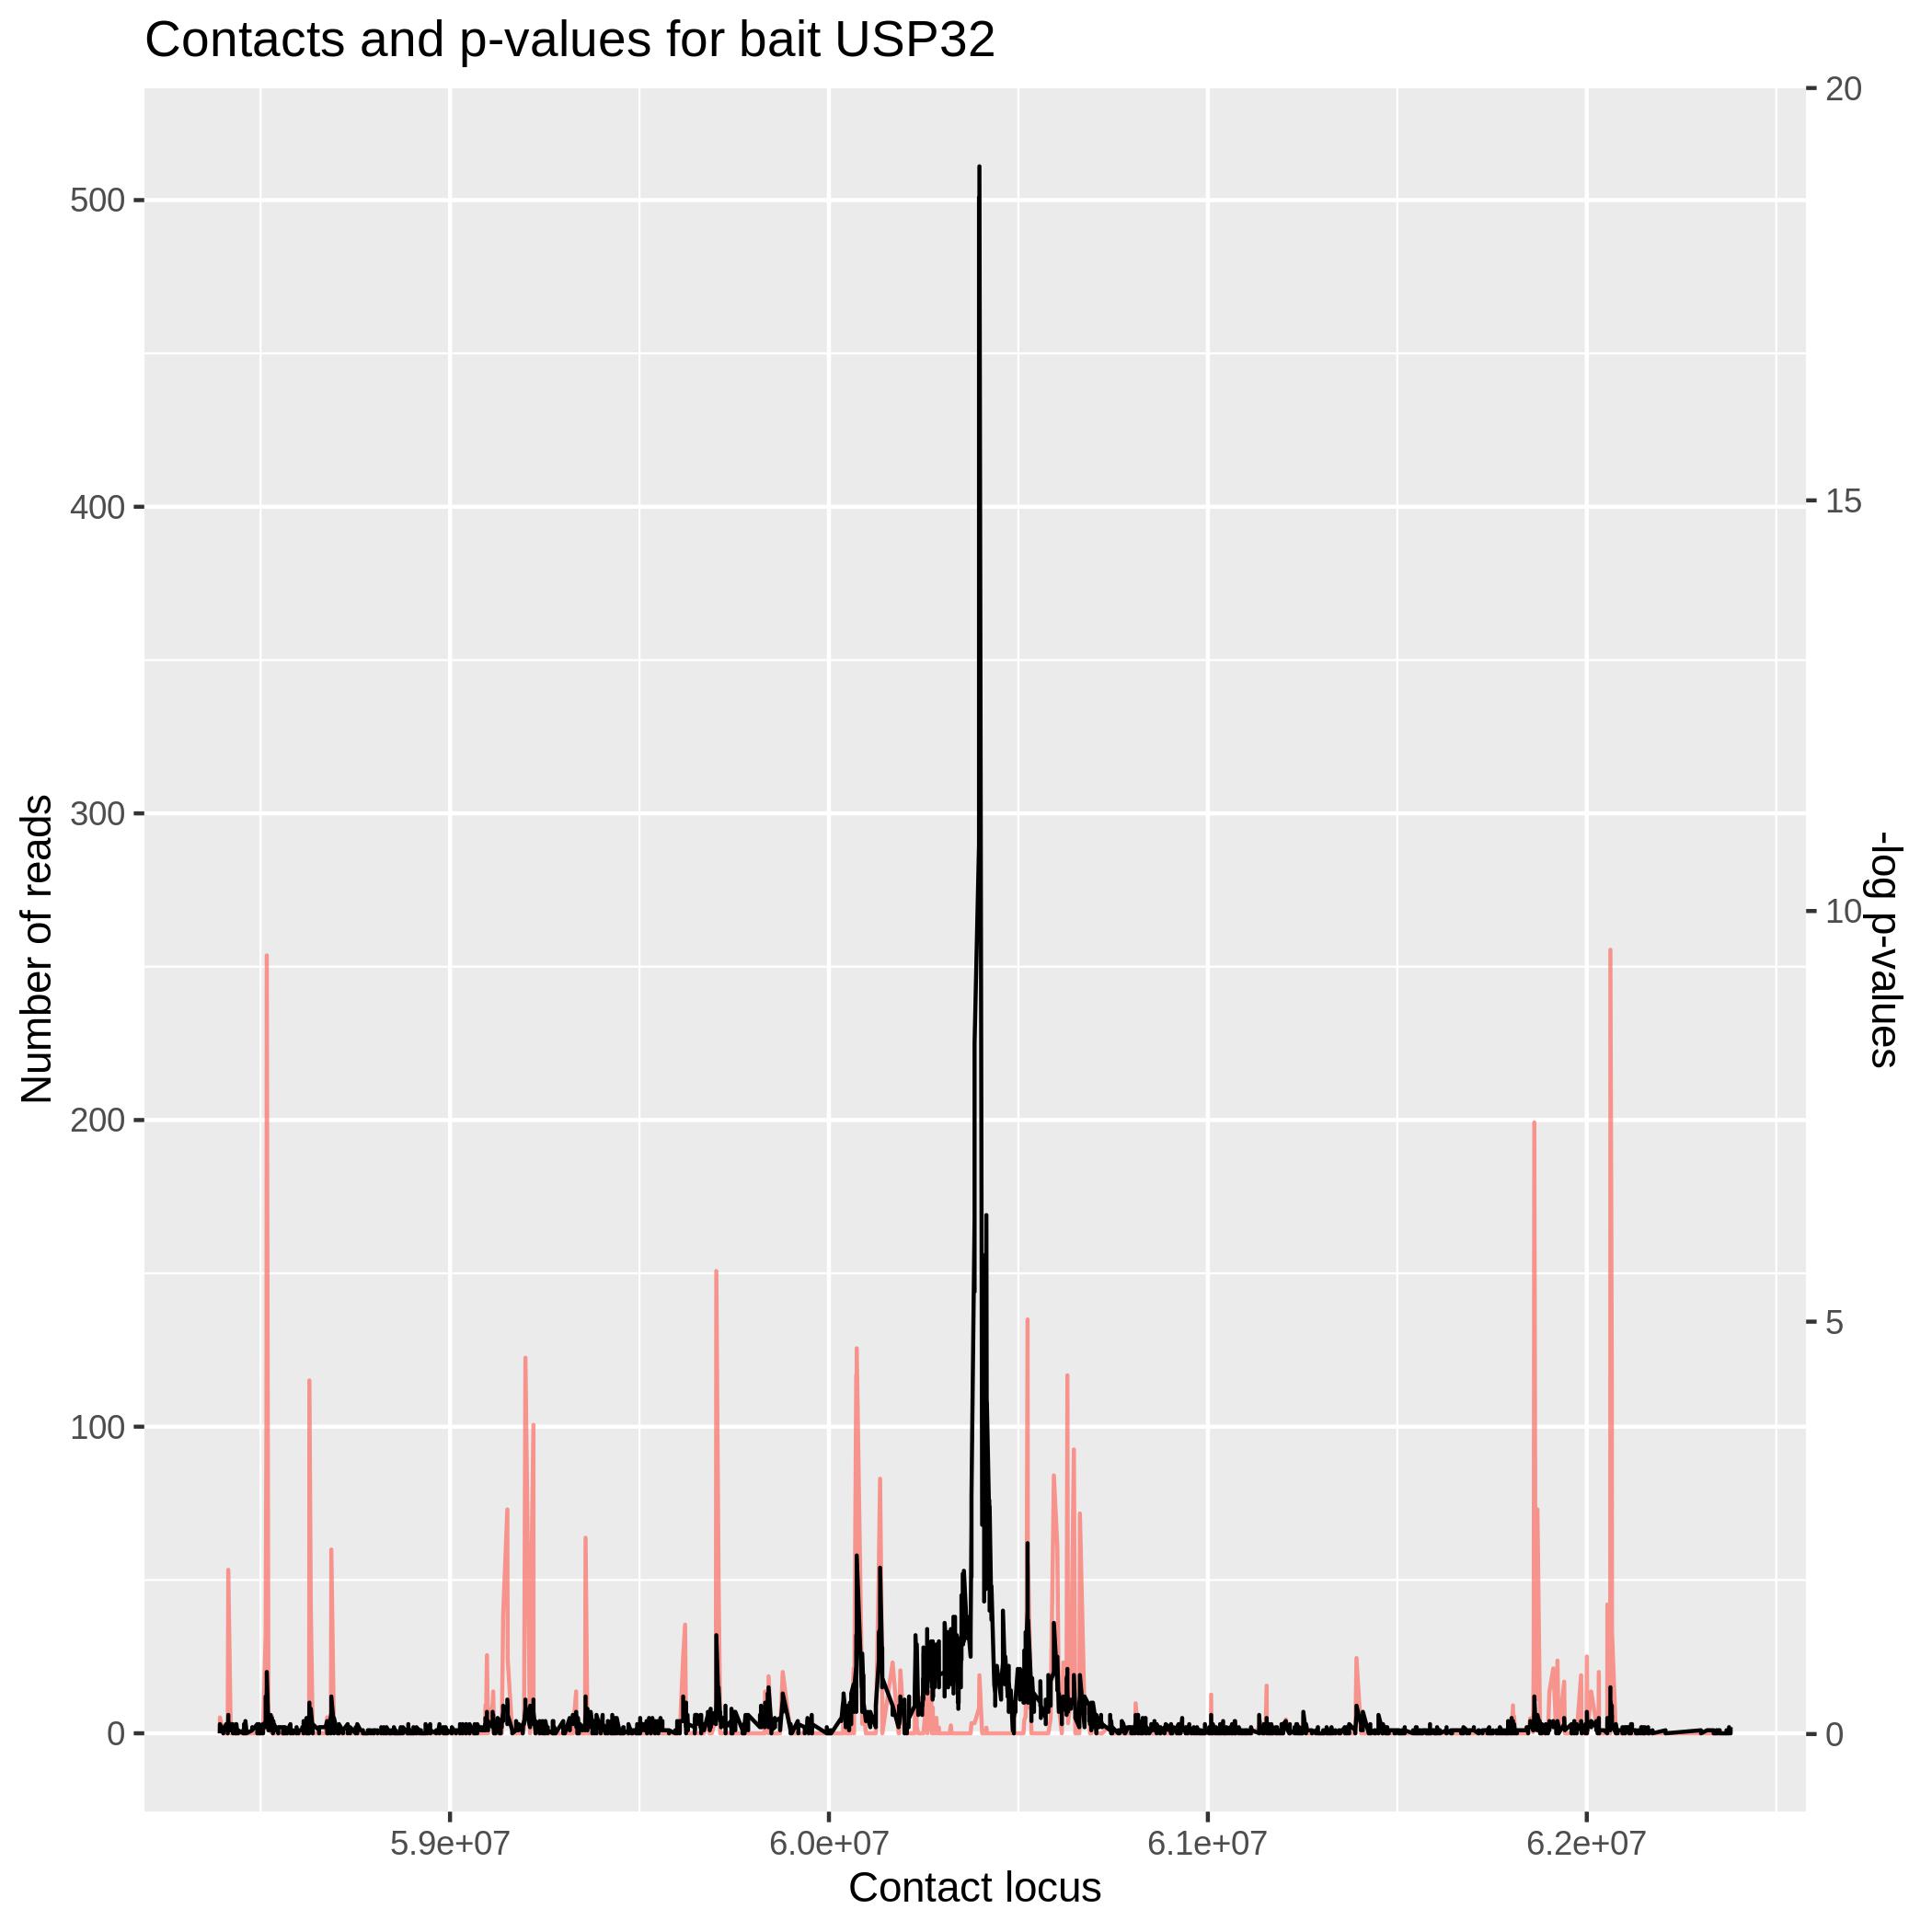 Contacts and p-values for bait USP32
Number of reads
500
400
300
200
100
0
20
15
10
5
0
-log p-values
5.9e+07
6.0e+07
6.1e+07
6.2e+07
Contact locus